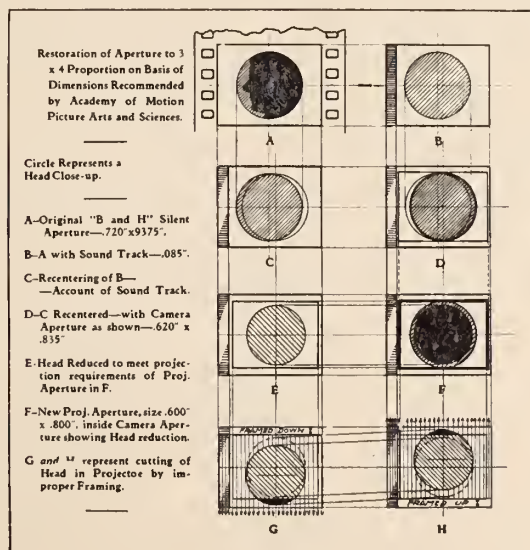 Restoration of Aperture to 3
x 4 Proportion on Basis of
Dimensions Recommended
by Academy of Motion
Picture Arts and Sciences.
Circle Represents a
Head Close-up.
A–Original "B and H" Silent
Aperture—.720"x9375".
B–A with Sound Track—.085".
C–Recentering of B—
—Account of Sound Track.
D–C Recentered—with Camera
Aperture as shown—.620" x
.835"
E-Head Reduced to meet projec-
tion requirements of Proj.
Aperture in F.
F–New Proj. Aperture, size .600"
x .800". inside Camera Aper-
ture showing Head reduction.
G and H represent cutting of
Head in Projectoe by im-
proper Framing.
A
B
C
D
E
F
FRAMED DOWN
FRAMED UP
G
H